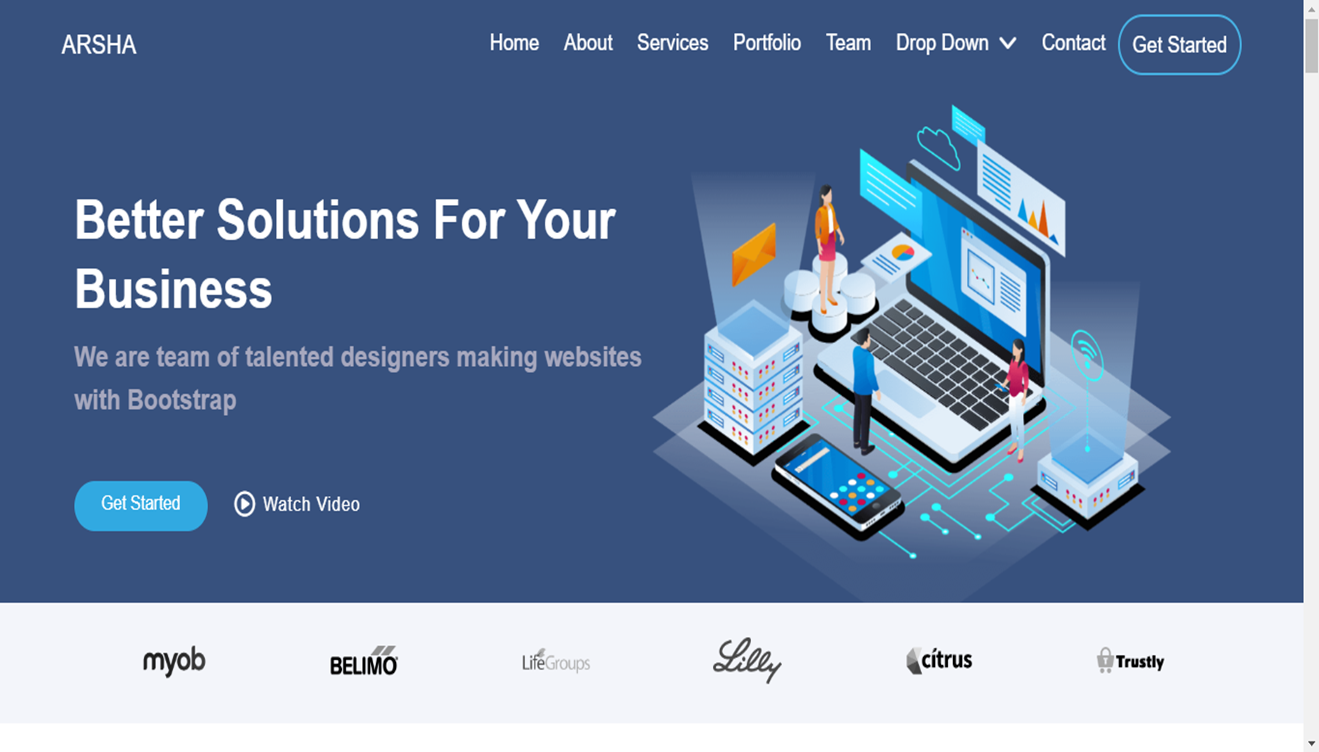 ARSHA
Home About Services Portfolio Team Drop Down Contact Get Started
Better Solutions For Your
Business
We are team of talented designers making websites
with Bootstrap
Get Started Watch Video
myob BELIMO LifeGroups Lilly citrus Trustly